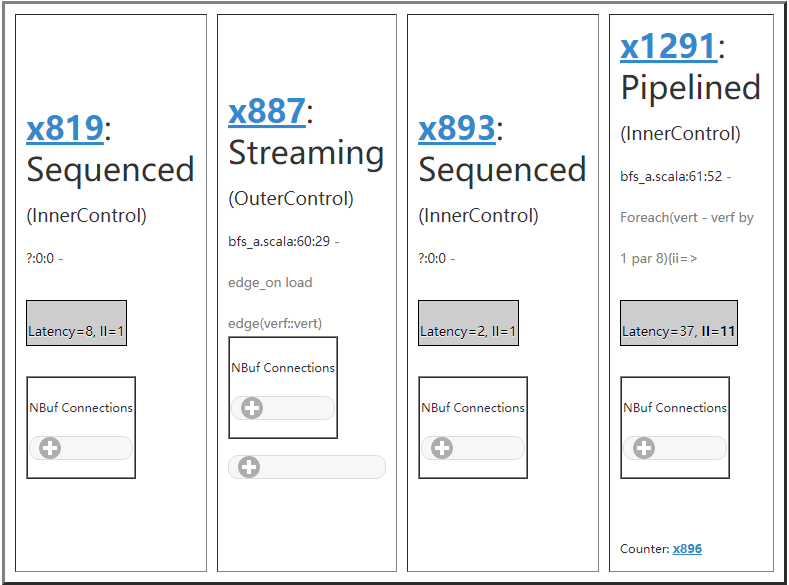 x819:
Sequenced
(InnerControl)
?:0:0 -
Latency=8, II=1
NBuf Connections
x887:
Streaming
(OuterControl)
bfs_a.scala:60:29 -
edge_on load
edge(verf::vert)
NBuf Connections
x893:
Sequenced
(InnerControl)
?:0:0 -
Latency=2, II=1
NBuf Connections
x1291:
Pipelined
(InnerControl)
bfs_a.scala:61:52 -
Foreach(vert - verf by
1 par 8){ii=>
Latency=37, II=11
NBuf Connections
Counter: x896